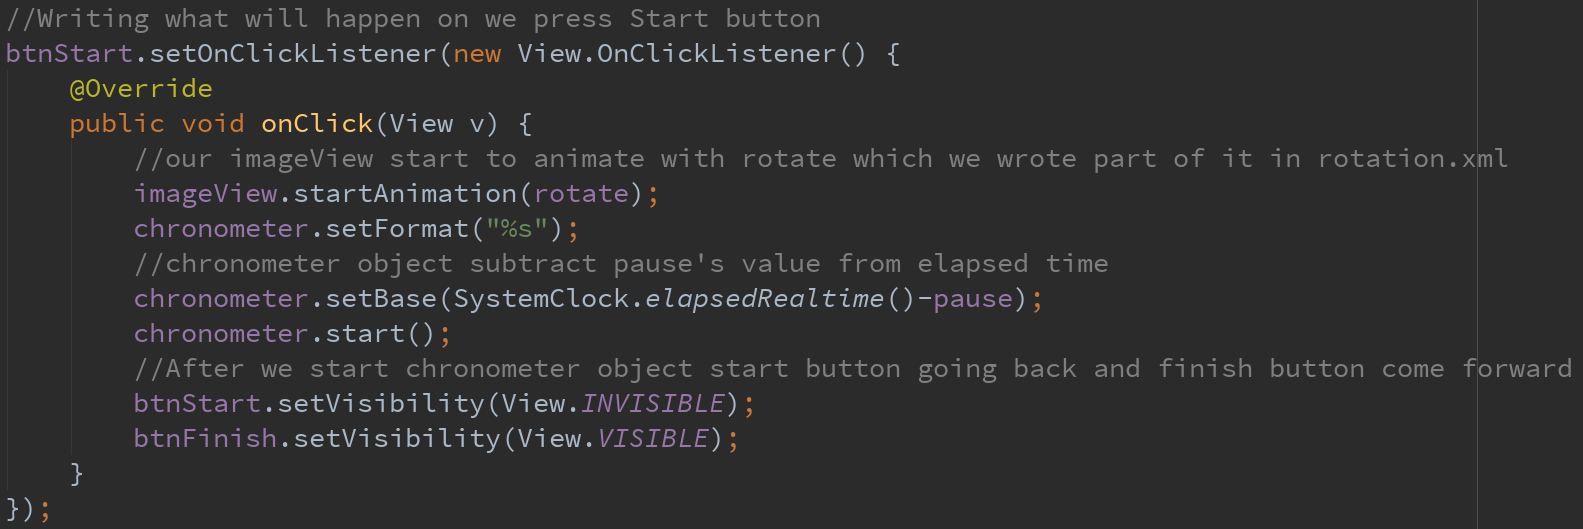 //Writing what will happen on we press Start button
btnStart.setOnClickListener(new View.OnClickListener() {
    @Override
    public void onClick(View v) {
        //our imageView start to animate with rotate which we wrote part of it in rotation.xml
        imageView.startAnimation(rotate);
        chronometer.setFormat("%s");
        //chronometer object subtract pause's value from elapsed time
        chronometer.setBase(SystemClock.elapsedRealtime()-pause);
        chronometer.start();
        //After we start chronometer object start button going back and finish button come forward
        btnStart.setVisibility(View.INVISIBLE);
        btnFinish.setVisibility(View.VISIBLE);
    }
});